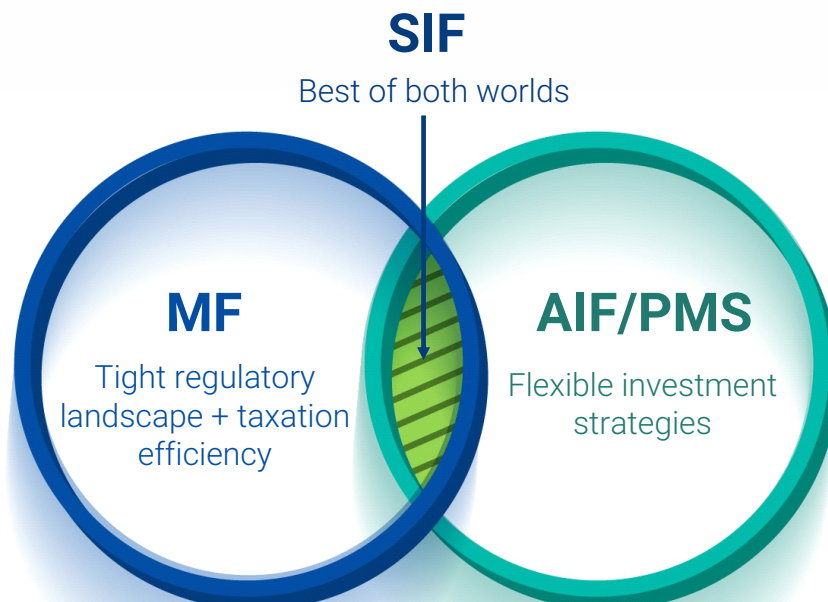 SIF
Best of both worlds
MF
Tight regulatory
landscape + taxation
efficiency
AIF/PMS
Flexible investment
strategies